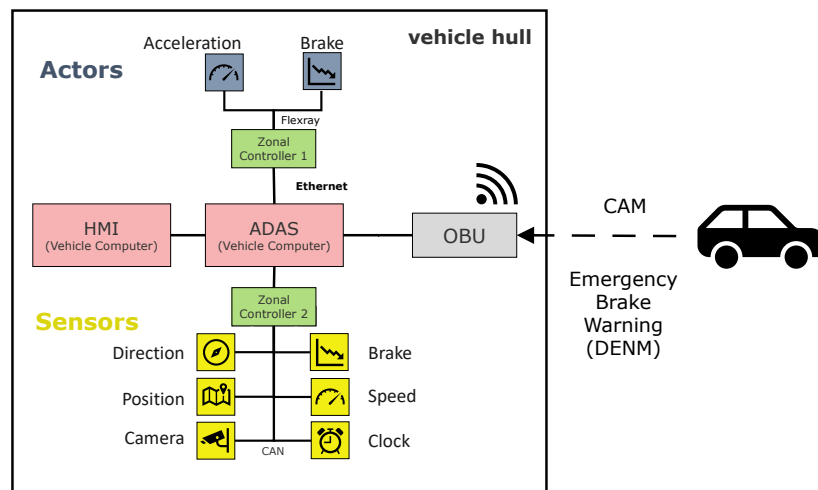 vehicle hull
Acceleration
Brake
Actors
Flexray
Zonal
Controller 1
Ethernet
HMI
(Vehicle Computer)
ADAS
(Vehicle Computer)
OBU
CAM
Emergency
Brake
Warning
(DENM)
Zonal
Controller 2
Sensors
Direction
Brake
Position
Speed
Camera
Clock
CAN